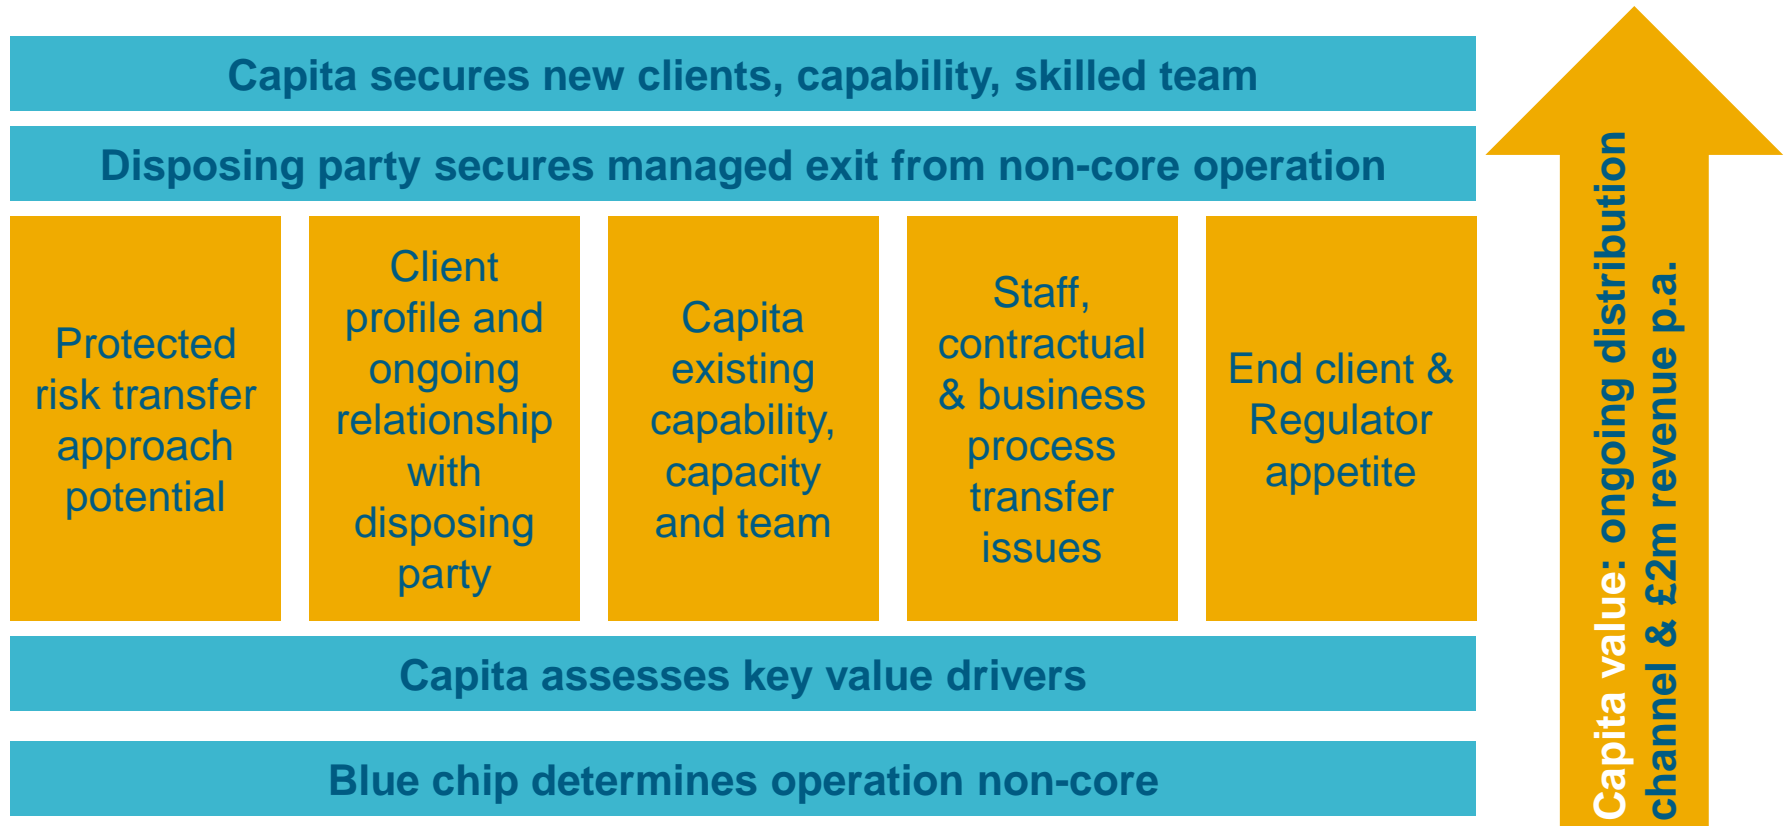 Capita secures new clients, capability, skilled team
Disposing party secures managed exit from non-core operation
Protected
risk transfer
approach
potential
Client
profile and
ongoing
relationship
with
disposing
party
Capita
existing
capability,
capacity
and team
Staff,
contractual
& business
process
transfer
issues
End client &
Regulator
appetite
Capita assesses key value drivers
Blue chip determines operation non-core
Capita value: ongoing distribution
channel & £2m revenue p.a.